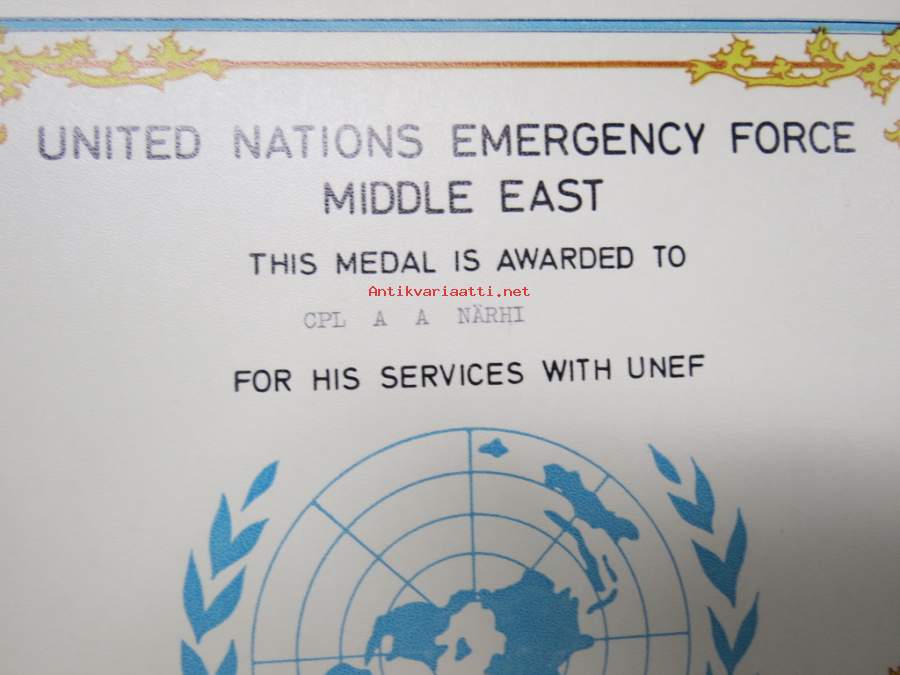 UNITED NATIONS EMERGENCY FORCE
MIDDLE EAST
THIS MEDAL IS AWARDED TO
Antikvariaatti.net
CPL A A NÄRHI
FOR HIS SERVICES WITH UNEF